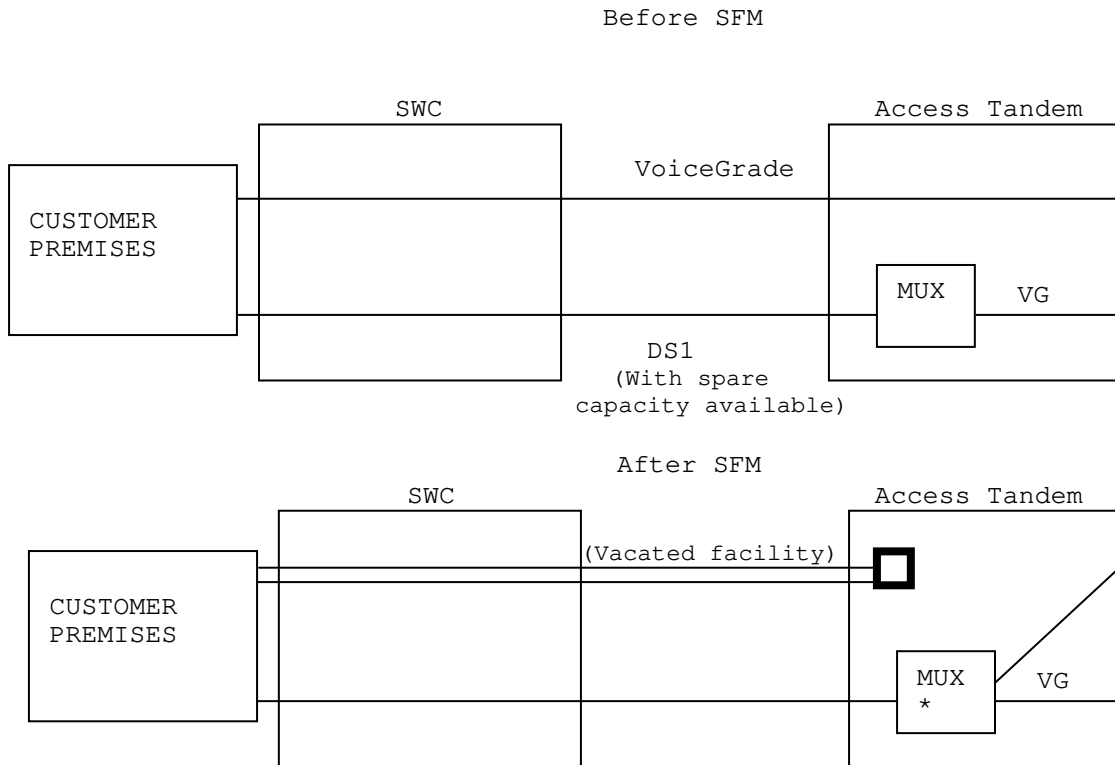 Before SFM
SWC
Access Tandem
VoiceGrade
CUSTOMER
PREMISES
MUX
VG
DS1
(With spare
capacity available)
After SFM
SWC
Access Tandem
(Vacated facility)
CUSTOMER
PREMISES
MUX
*
VG